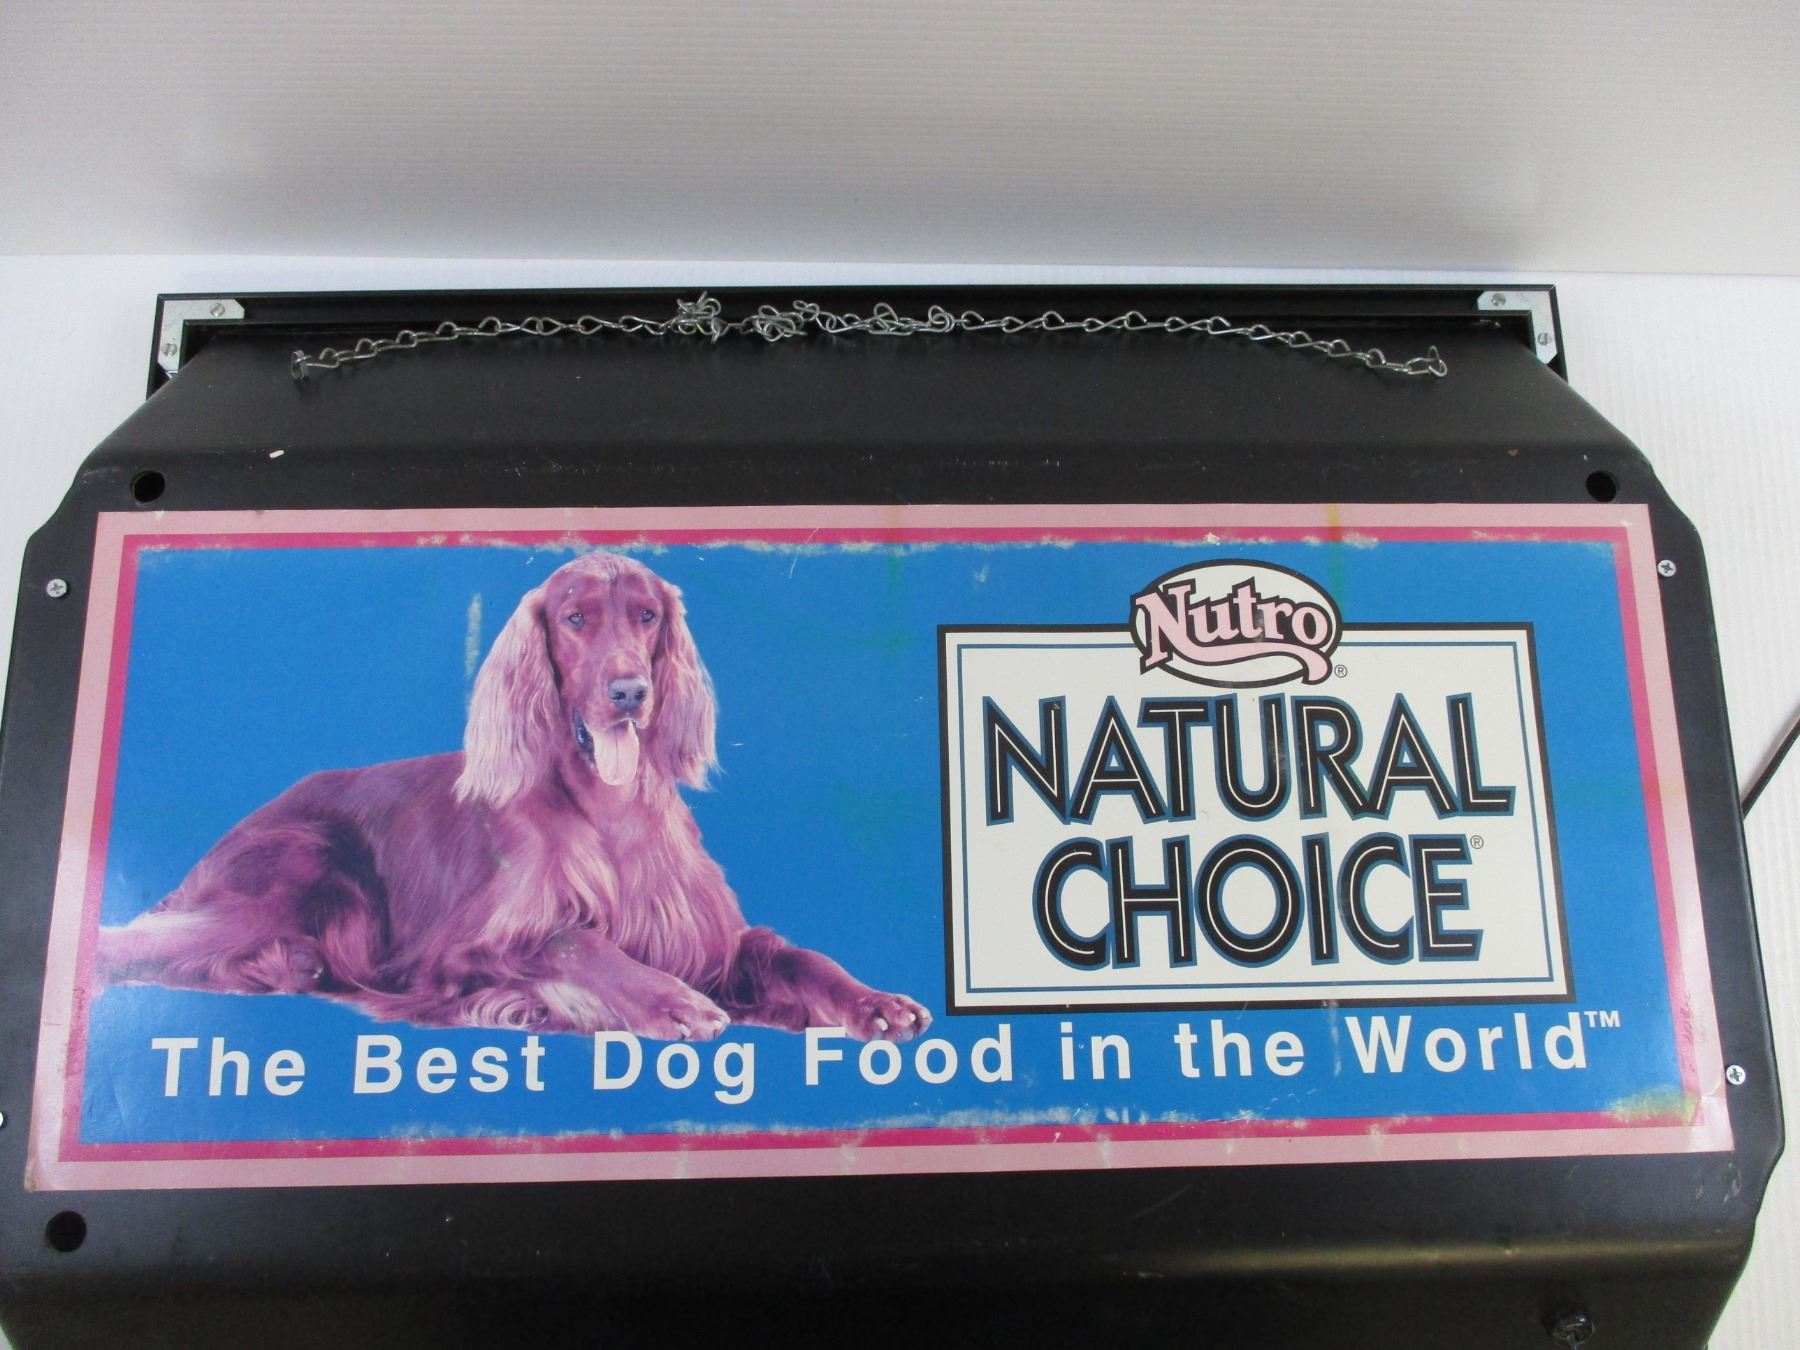 Nutro®
NATURAL
CHOICE®
The Best Dog Food in the World™